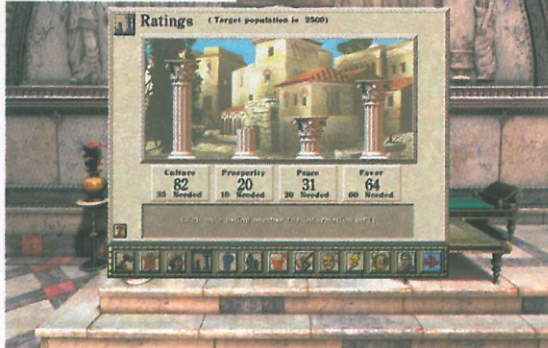 Ratings (Target population is 2500)
Culture Prosperity Peace Favor
82 20 31 64
35 Needed 10 Needed 20 Needed 60 Needed